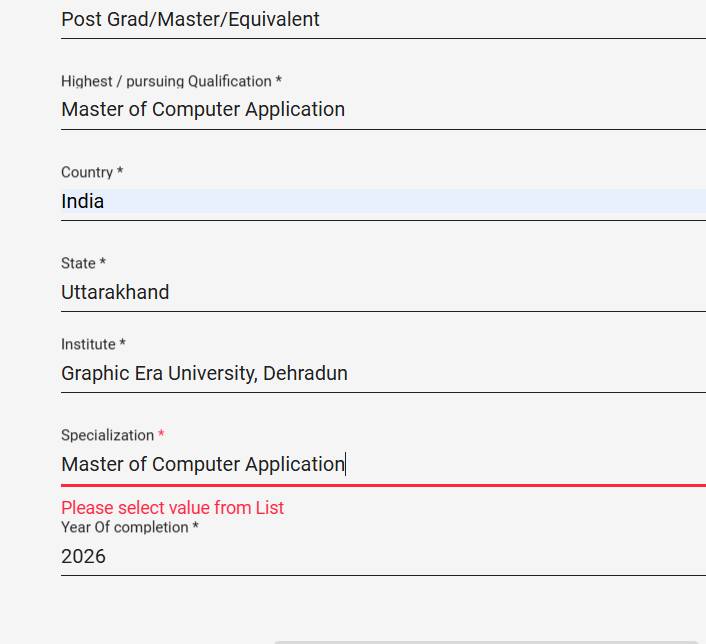 Post Grad/Master/Equivalent
Highest / pursuing Qualification *
Master of Computer Application
Country *
India
State *
Uttarakhand
Institute *
Graphic Era University, Dehradun
Specialization *
Master of Computer Application
Please select value from List
Year Of completion *
2026